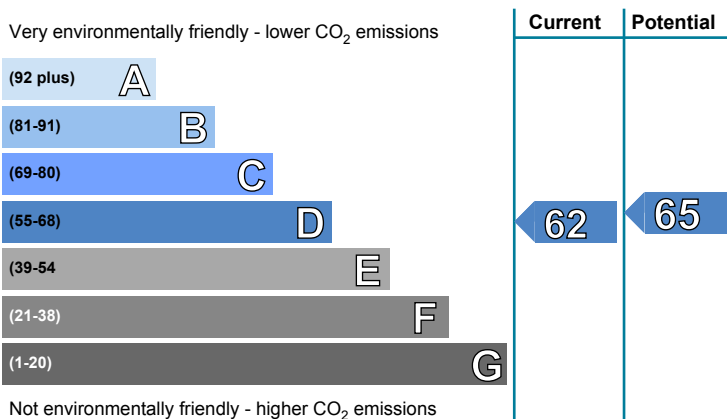 Current Potential
Very environmentally friendly - lower CO2 emissions
(92 plus) A
(81-91) B
(69-80) C
(55-68) D 62 65
(39-54 E
(21-38) F
(1-20) G
Not environmentally friendly - higher CO2 emissions